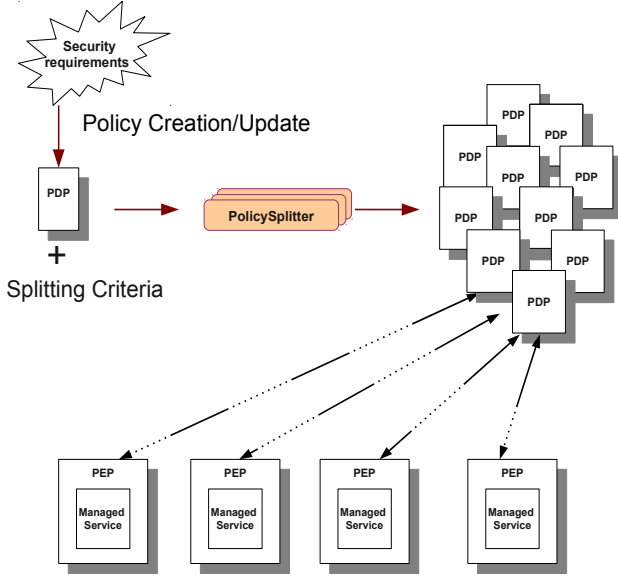 Security
requirements
Policy Creation/Update
PDP
+
Splitting Criteria
PolicySplitter
PDP
PDP
PDP
PDP
PDP
PDP
PDP
PDP
PDP
PDP
PEP
Managed
Service
PEP
Managed
Service
PEP
Managed
Service
PEP
Managed
Service